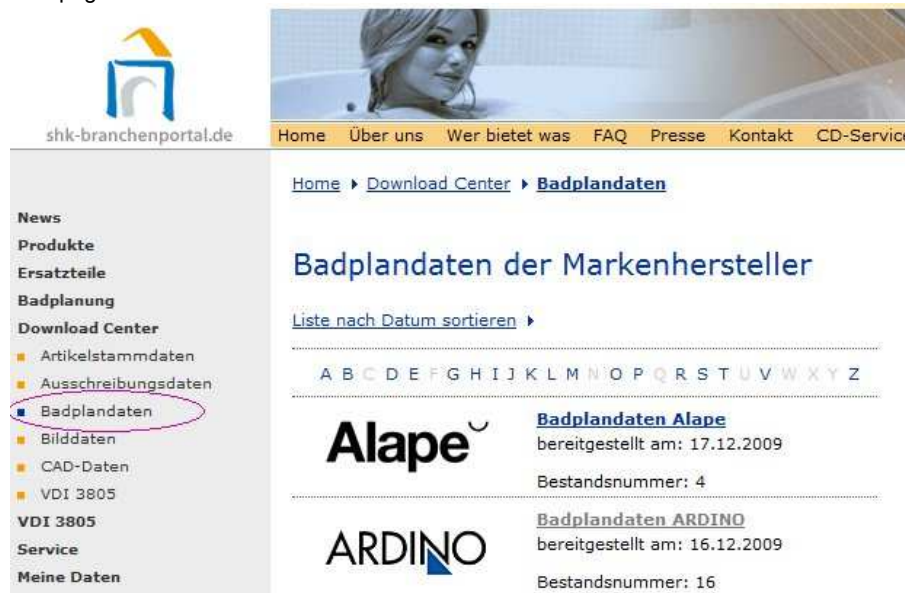 shk-branchenportal.de
Home Über uns Wer bietet was FAQ Presse Kontakt CD-Service
Home Download Center Badplandaten
News
Produkte
Ersatzteile
Badplanung
Download Center
Artikelstammdaten
Ausschreibungsdaten
Badplandaten
Bilddaten
CAD-Daten
VDI 3805
VDI 3805
Service
Meine Daten
Badplandaten der Markenhersteller
Liste nach Datum sortieren
A B C D E F G H I J K L M N O P Q R S T U V W X Y Z
Alape
Badplandaten Alape
bereitgestellt am: 17.12.2009
Bestandsnummer: 4
ARDINO
Badplandaten ARDINO
bereitgestellt am: 16.12.2009
Bestandsnummer: 16